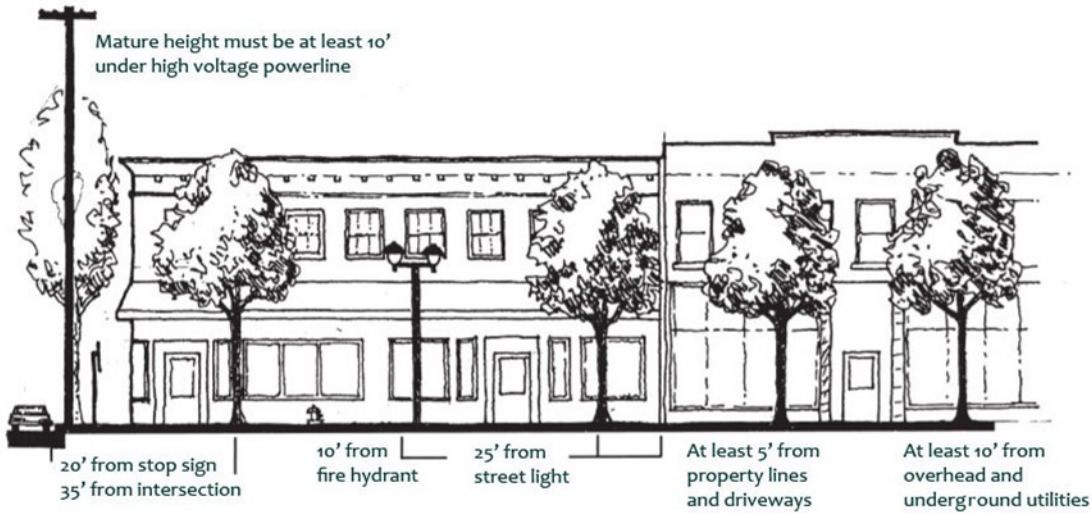 Mature height must be at least 10'
under high voltage powerline
20' from stop sign
35' from intersection
10' from
fire hydrant
25' from
street light
At least 5' from
property lines
and driveways
At least 10' from
overhead and
underground utilities